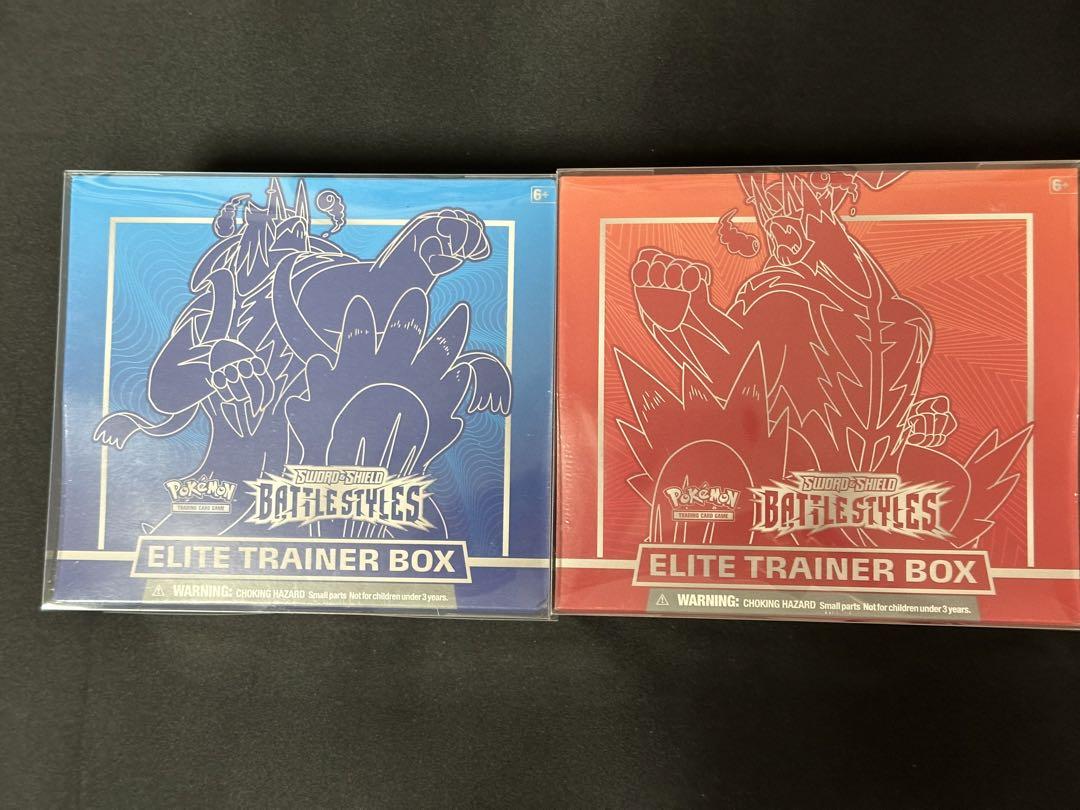 6+
Pokémon
TRADING CARD GAME
SWORD & SHIELD
BATTLE STYLES
ELITE TRAINER BOX
WARNING: CHOKING HAZARD Small parts Not for children under 3 years.
6+
Pokémon
TRADING CARD GAME
SWORD & SHIELD
BATTLE STYLES
ELITE TRAINER BOX
WARNING: CHOKING HAZARD Small parts Not for children under 3 years.